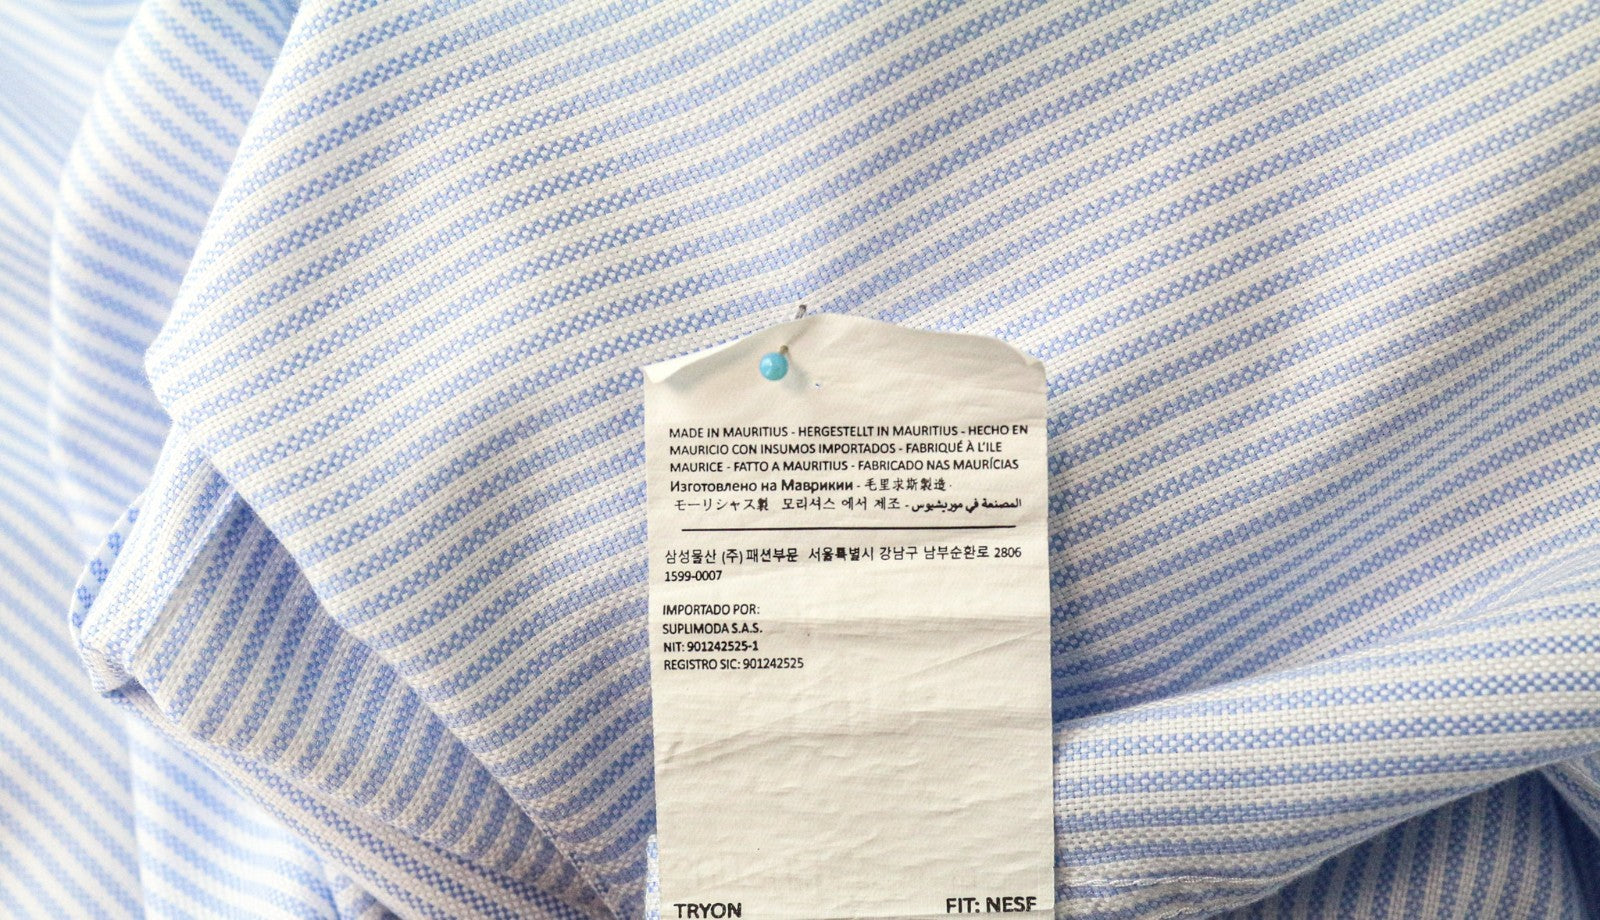 MADE IN MAURITIUS - HERGESTELLT IN MAURITIUS - HECHO EN
MAURICIO CON INSUMOS IMPORTADOS - FABRIQUÉ À L'ILE
MAURICE - FATTO A MAURITIUS - FABRICADO NAS MAURÍCIAS
Изготовлено на Маврикии - 毛里求斯製造 -
モーリシャス製 모리셔스 에서 제조 - المصنعة في موريشيوس
삼성물산 (주) 패션부문 서울특별시 강남구 남부순환로 2806
1599-0007
IMPORTADO POR:
SUPLIMODA S.A.S.
NIT: 901242525-1
REGISTRO SIC: 901242525
TRYON FIT: NESF